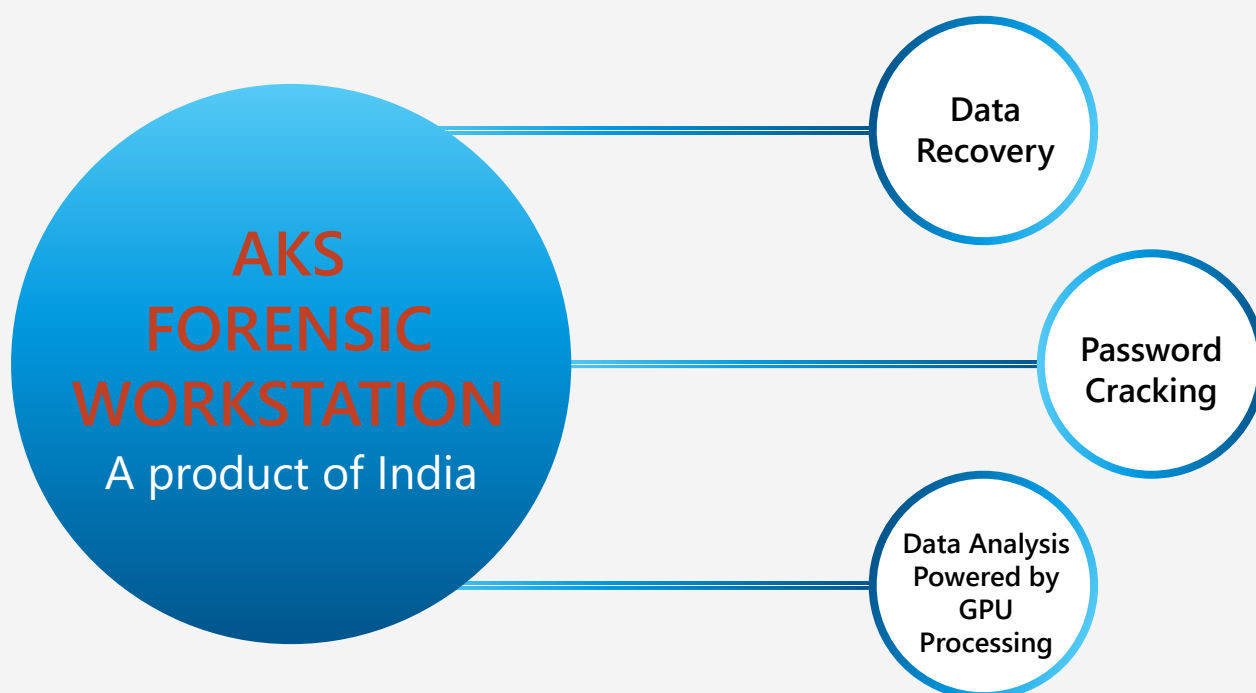 AKS
FORENSIC
WORKSTATION
A product of India
Data
Recovery
Password
Cracking
Data Analysis
Powered by
GPU
Processing